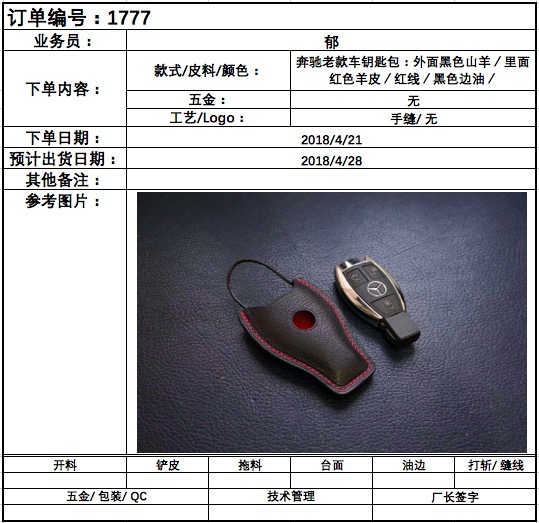 订单编号：1777
业务员： 郁
下单内容：
款式/皮料/颜色： 奔驰老款车钥匙包：外面黑色山羊/里面
红色羊皮/红线/黑色边油/
五金： 无
工艺/Logo： 手缝/无
下单日期： 2018/4/21
预计出货日期： 2018/4/28
其他备注：
参考图片：
开料 铲皮 拖料 台面 油边 打斩/缝线
五金/包装/QC 技术管理 厂长签字